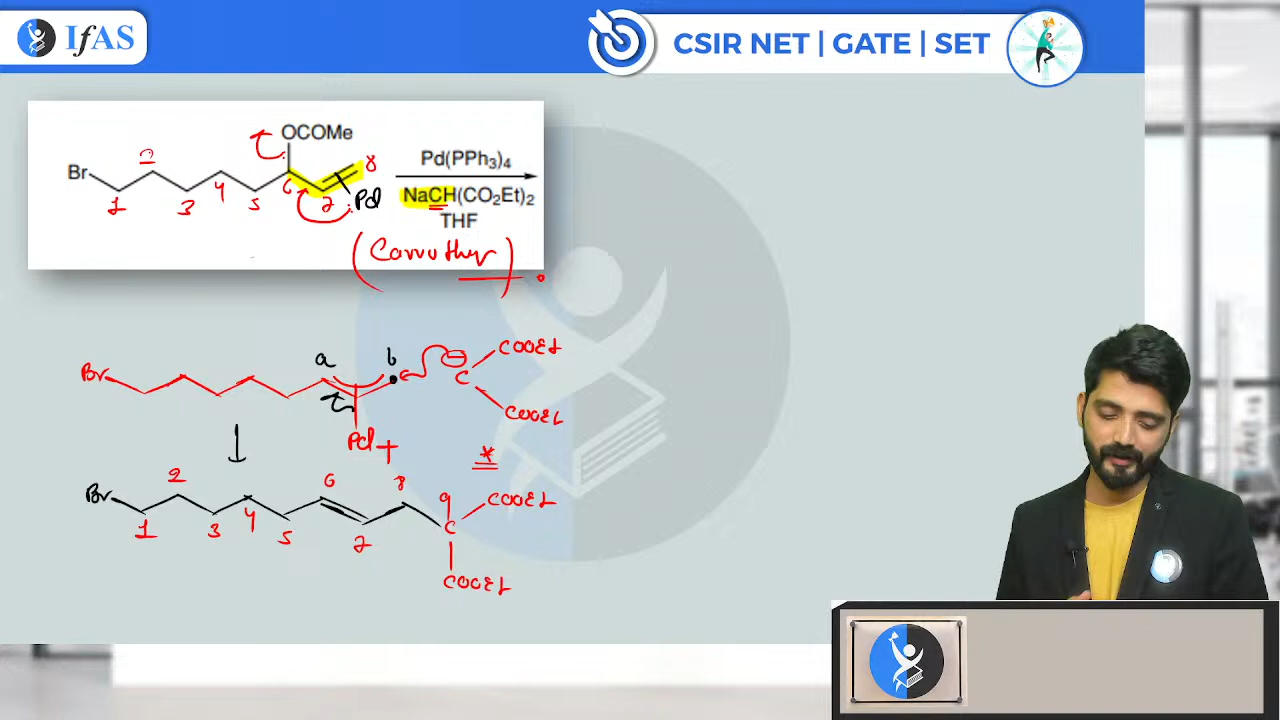 IfAS
CSIR NET | GATE | SET
OCOMe
Br
8
6
7
Pd
1
2
3
4
5
Pd(PPh3)4
NaCH(CO2Et)2
THF
(Carruther)
a
b
Br
⊖
C
COOEt
COOEt
Pd+
*
Br
1
2
3
4
5
6
7
8
9
C
COOEt
COOEt